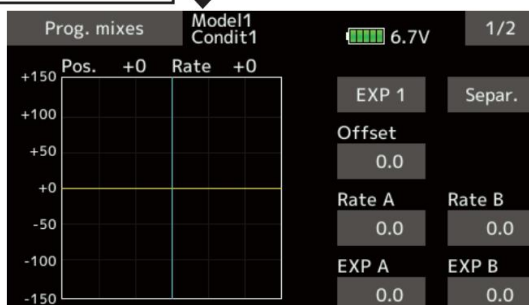 Prog. mixes
Model1
Condit1
6.7V
1/2
Pos. +0 Rate +0
+150
+100
+50
+0
-50
-100
-150
EXP 1 Separ.
Offset
0.0
Rate A Rate B
0.0 0.0
EXP A EXP B
0.0 0.0